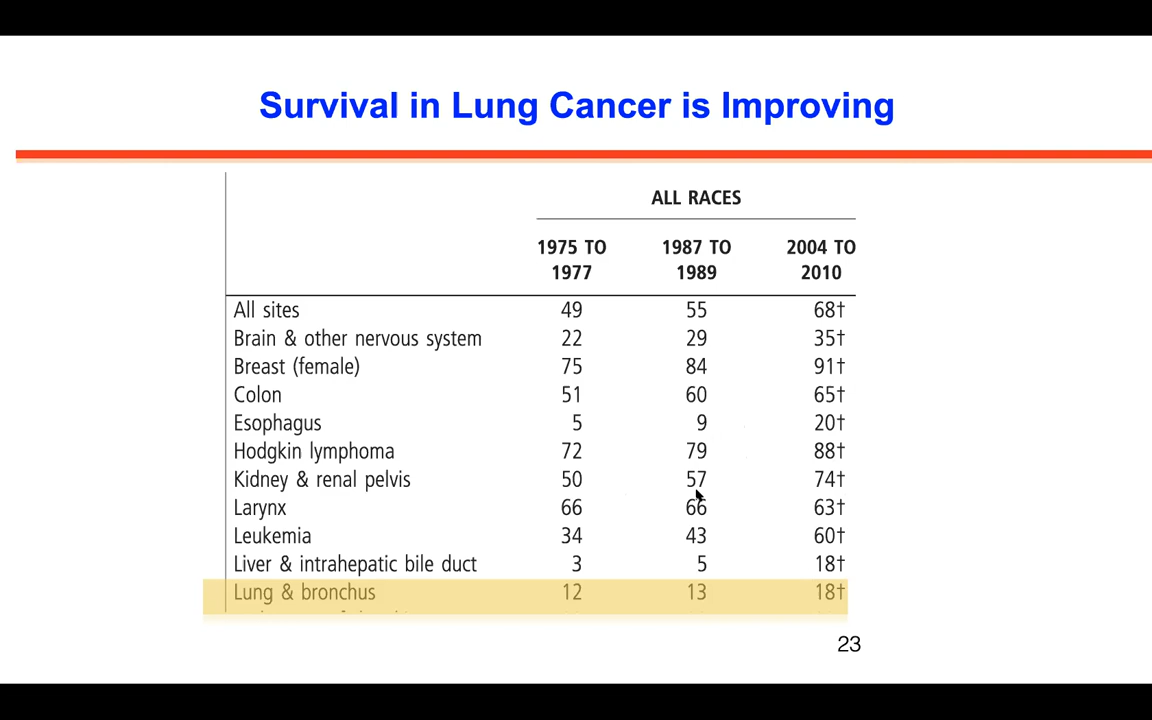 Survival in Lung Cancer is Improving
ALL RACES
1975 TO 1987 TO 2004 TO
1977 1989 2010
All sites 49 55 68†
Brain & other nervous system 22 29 35†
Breast (female) 75 84 91†
Colon 51 60 65†
Esophagus 5 9 20†
Hodgkin lymphoma 72 79 88†
Kidney & renal pelvis 50 57 74†
Larynx 66 66 63†
Leukemia 34 43 60†
Liver & intrahepatic bile duct 3 5 18†
Lung & bronchus 12 13 18†
23